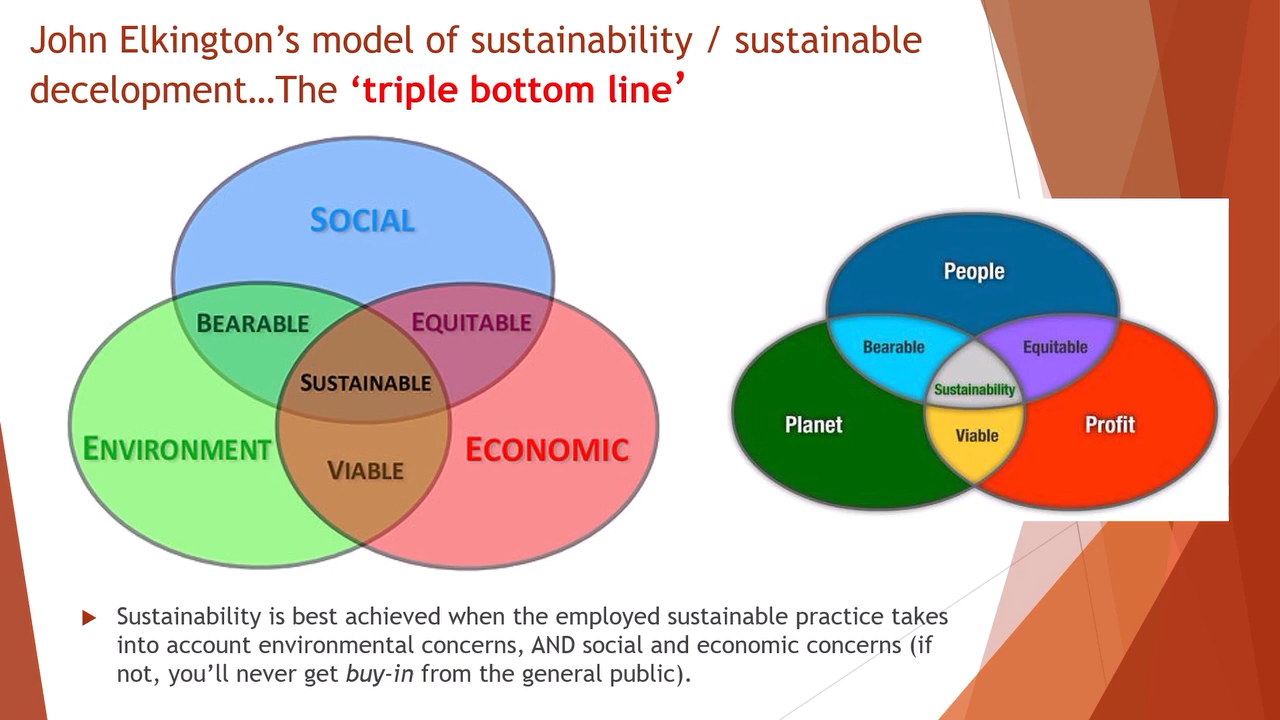 John Elkington’s model of sustainability / sustainable
decelopment…The ‘triple bottom line’
SOCIAL
BEARABLE
EQUITABLE
SUSTAINABLE
ENVIRONMENT
ECONOMIC
VIABLE
People
Bearable
Equitable
Sustainability
Planet
Profit
Viable
Sustainability is best achieved when the employed sustainable practice takes
into account environmental concerns, AND social and economic concerns (if
not, you’ll never get buy-in from the general public).